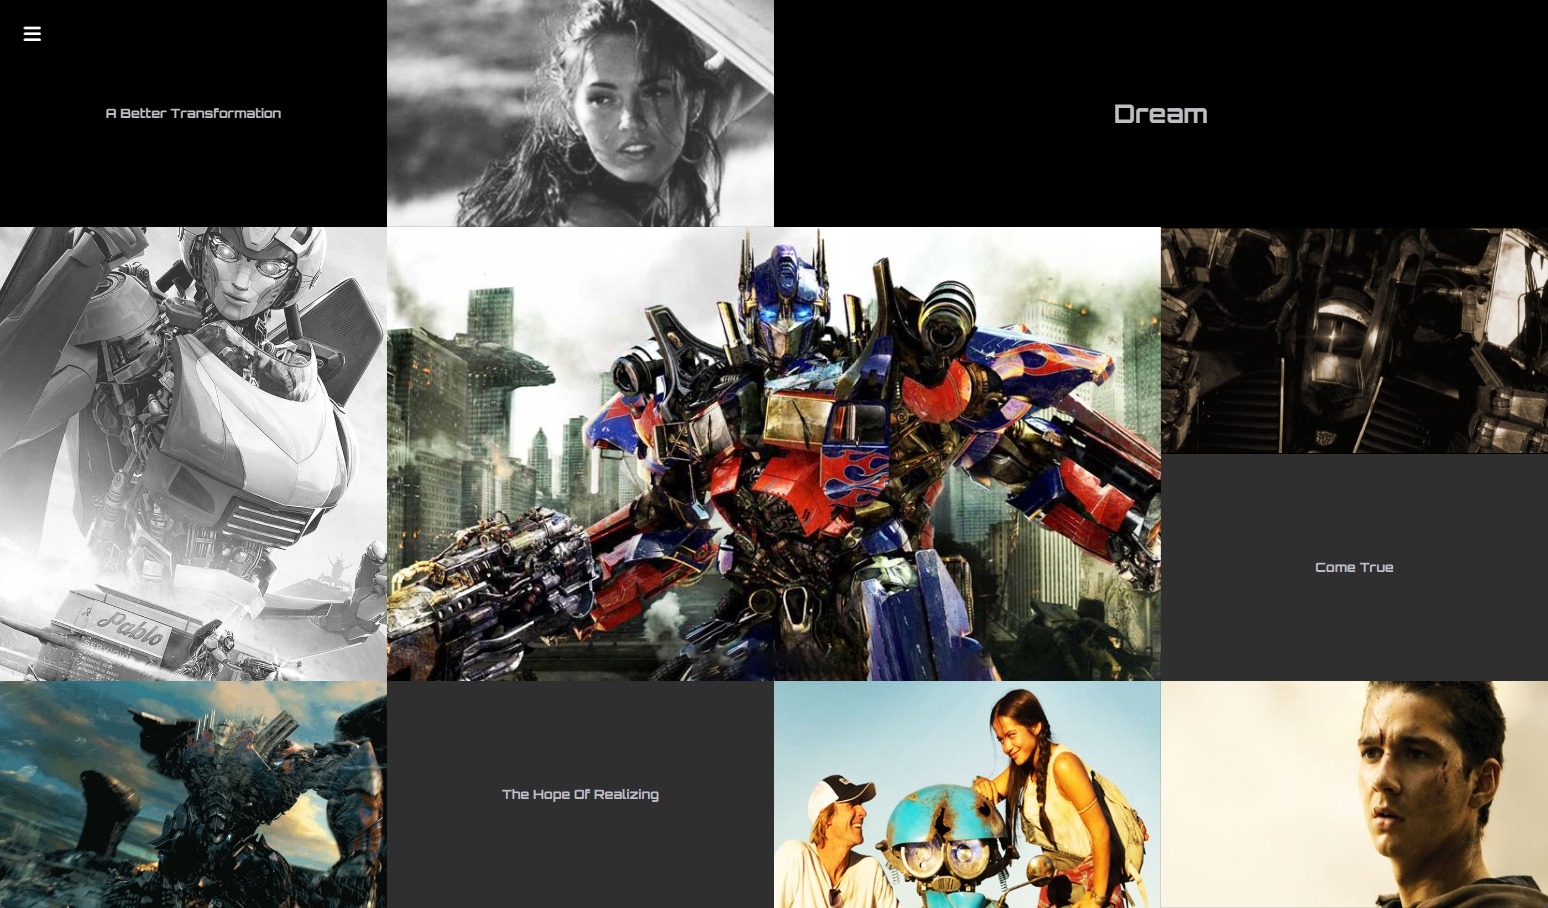 A Better Transformation
Dream
Pablo
Come True
The Hope Of Realizing